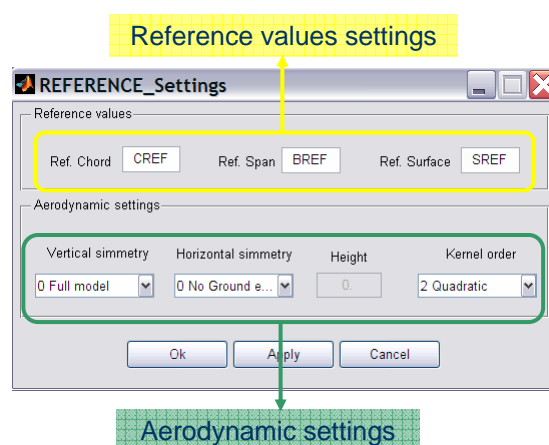 Reference values settings
REFERENCE_Settings
Reference values
Ref. Chord CREF Ref. Span BREF Ref. Surface SREF
Aerodynamic settings
Vertical simmetry Horizontal simmetry Height Kernel order
0 Full model 0 No Ground e... 0. 2 Quadratic
Ok Apply Cancel
Aerodynamic settings